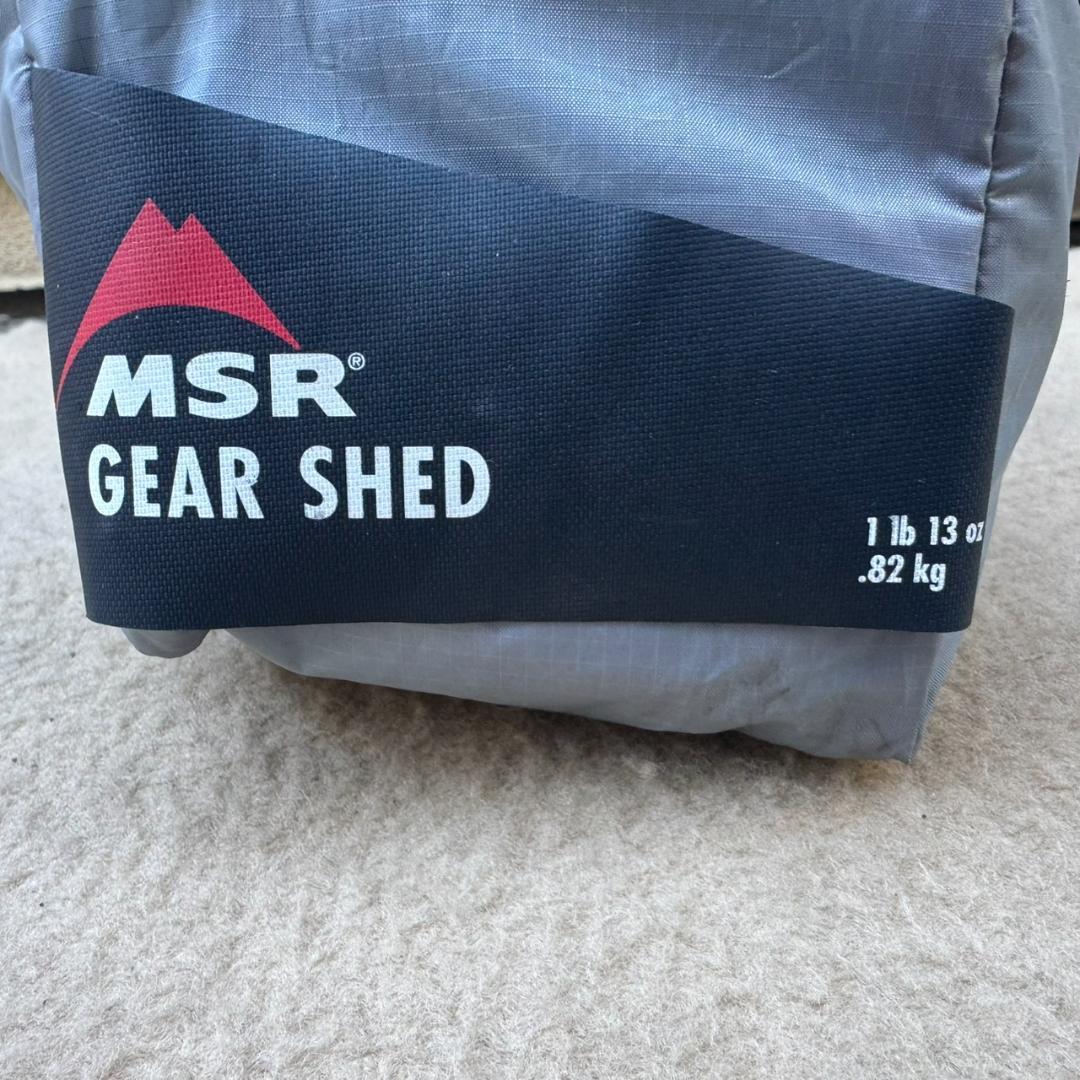 MSR®
GEAR SHED
1 lb 13 oz
.82 kg